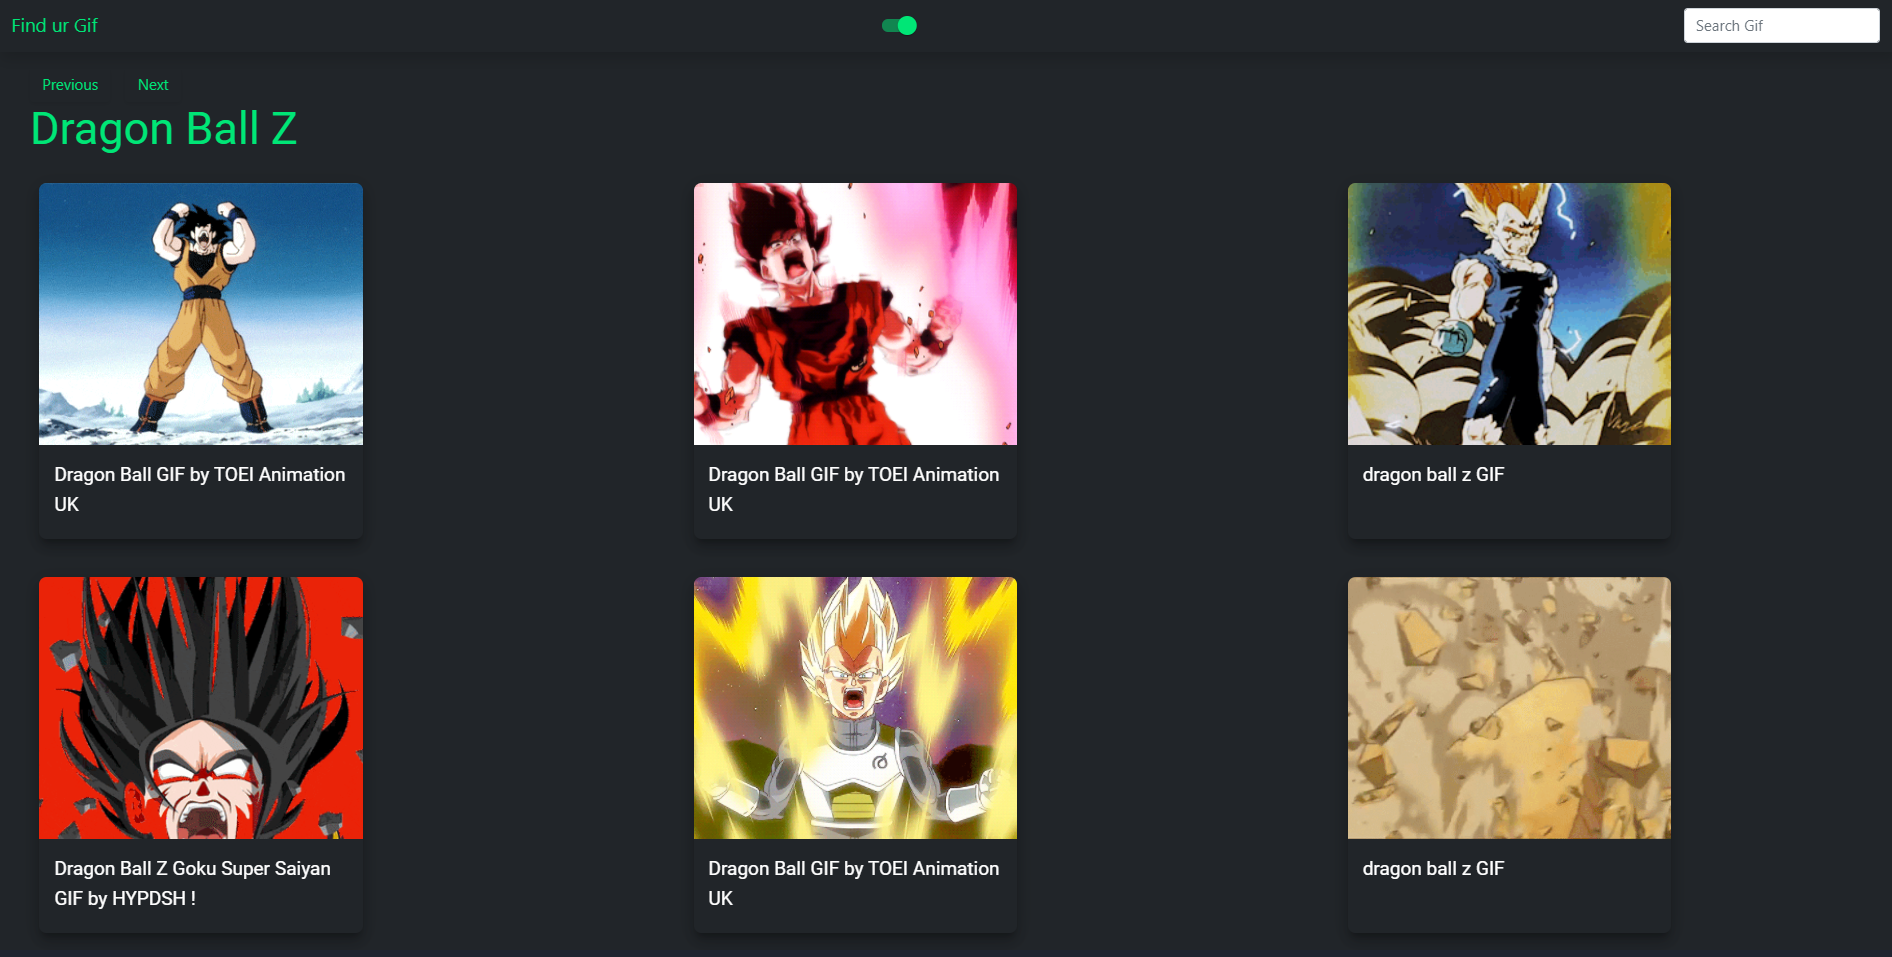 Find ur Gif
Search Gif
Previous Next
Dragon Ball Z
Dragon Ball GIF by TOEI Animation
UK
Dragon Ball GIF by TOEI Animation
UK
dragon ball z GIF
Dragon Ball Z Goku Super Saiyan
GIF by HYPDSH !
Dragon Ball GIF by TOEI Animation
UK
dragon ball z GIF